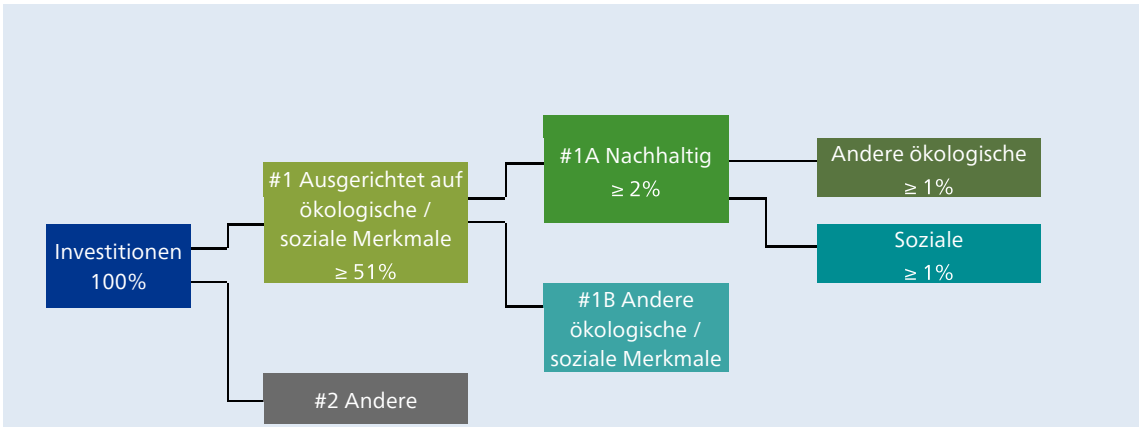 Investitionen
100%
#1 Ausgerichtet auf
ökologische /
soziale Merkmale
≥ 51%
#2 Andere
#1A Nachhaltig
≥ 2%
#1B Andere
ökologische /
soziale Merkmale
Andere ökologische
≥ 1%
Soziale
≥ 1%